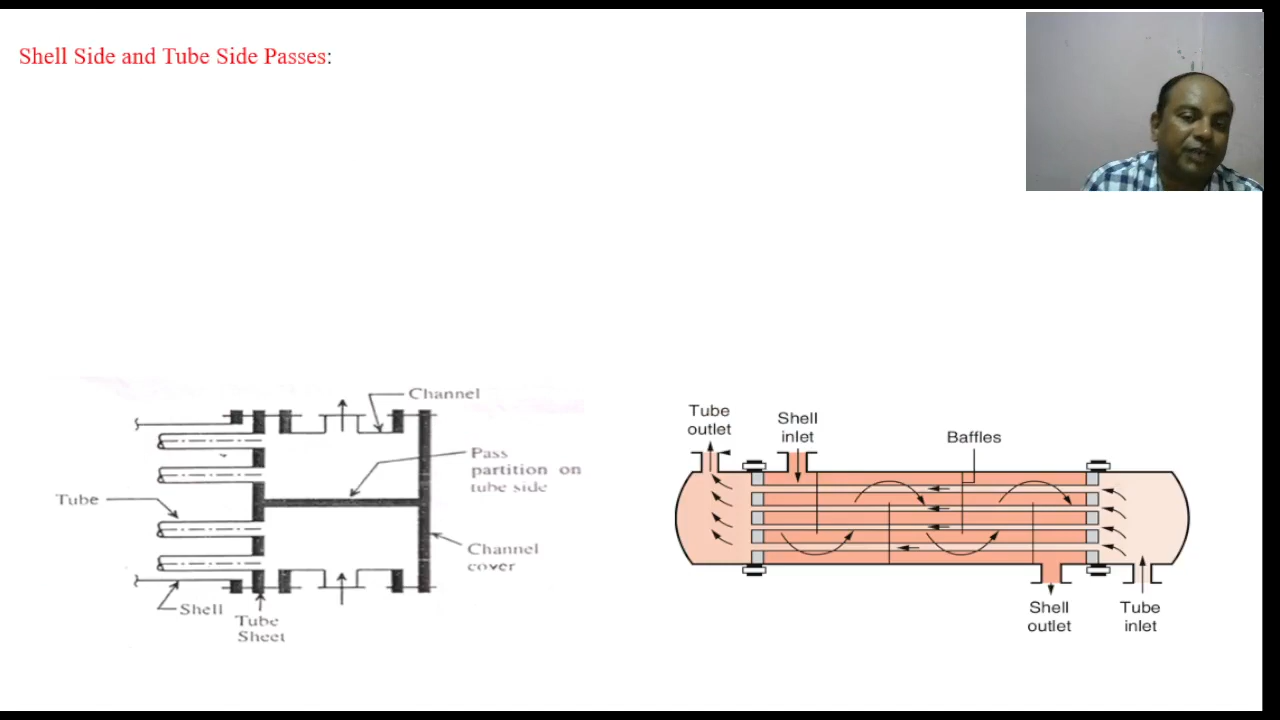 Shell Side and Tube Side Passes:
Channel
Pass
partition on
tube side
Tube
Channel
cover
Shell
Tube
Sheet
Tube
outlet
Shell
inlet
Baffles
Shell
outlet
Tube
inlet